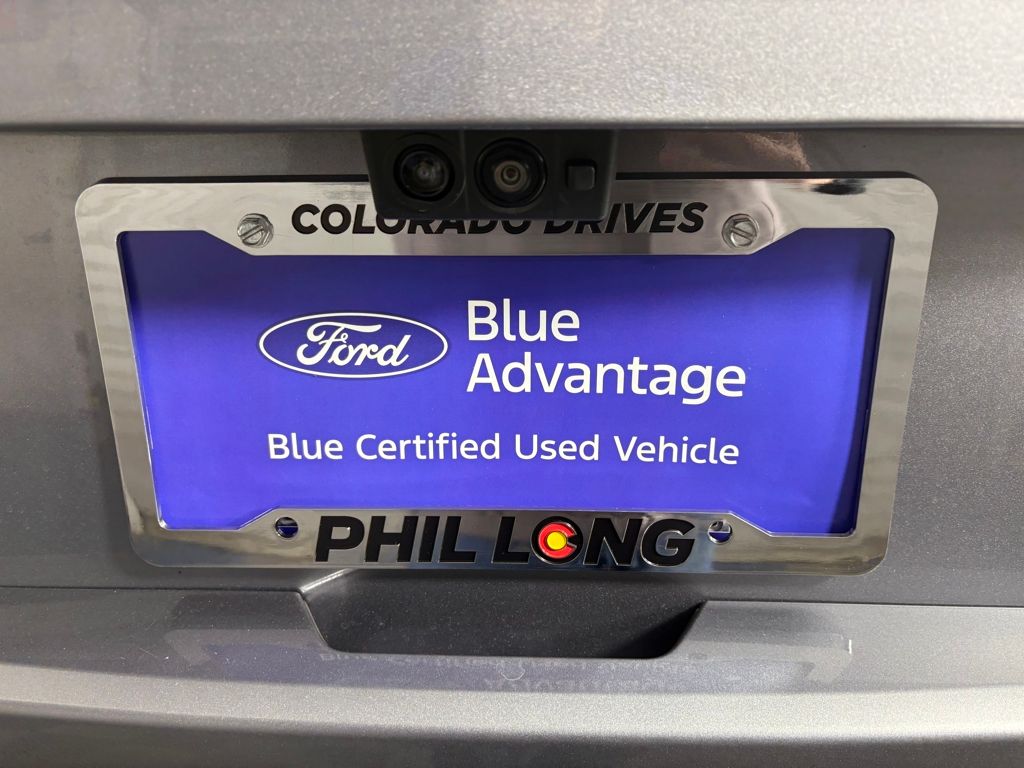 COLORADO DRIVES
Ford
Blue
Advantage
Blue Certified Used Vehicle
PHIL LONG